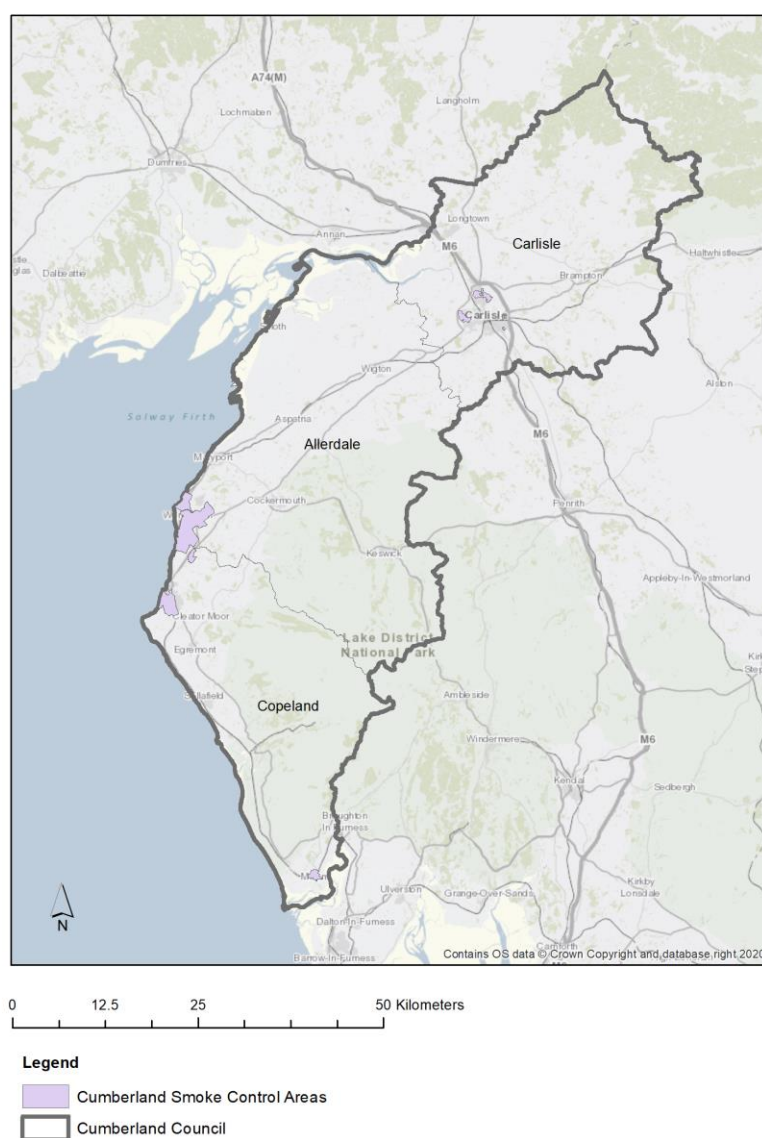 A74(M)
Langholm
Lochmaben
Dumfries
Longtown
Annan
M6
Carlisle
Haltwhistle
Dalbeattie
Brampton
Carlisle
Alston
Wigton
Solway Firth
Aspatria
M6
Allerdale
Cockermouth
Penrith
Keswick
Appleby-In-Westmorland
Cleator Moor
Lake District
National Park
Egremont
Copeland
Ambleside
Windermere
M6
Kendal
Sedbergh
Broughton
In Furness
Ulverston
Grange-Over-Sands
Kirkby
Lonsdale
Dalton-In-Furness
Carnforth
N
Barrow-In-Furness
Contains OS data © Crown Copyright and database right 2020
0 12.5 25 50 Kilometers
Legend
Cumberland Smoke Control Areas
Cumberland Council